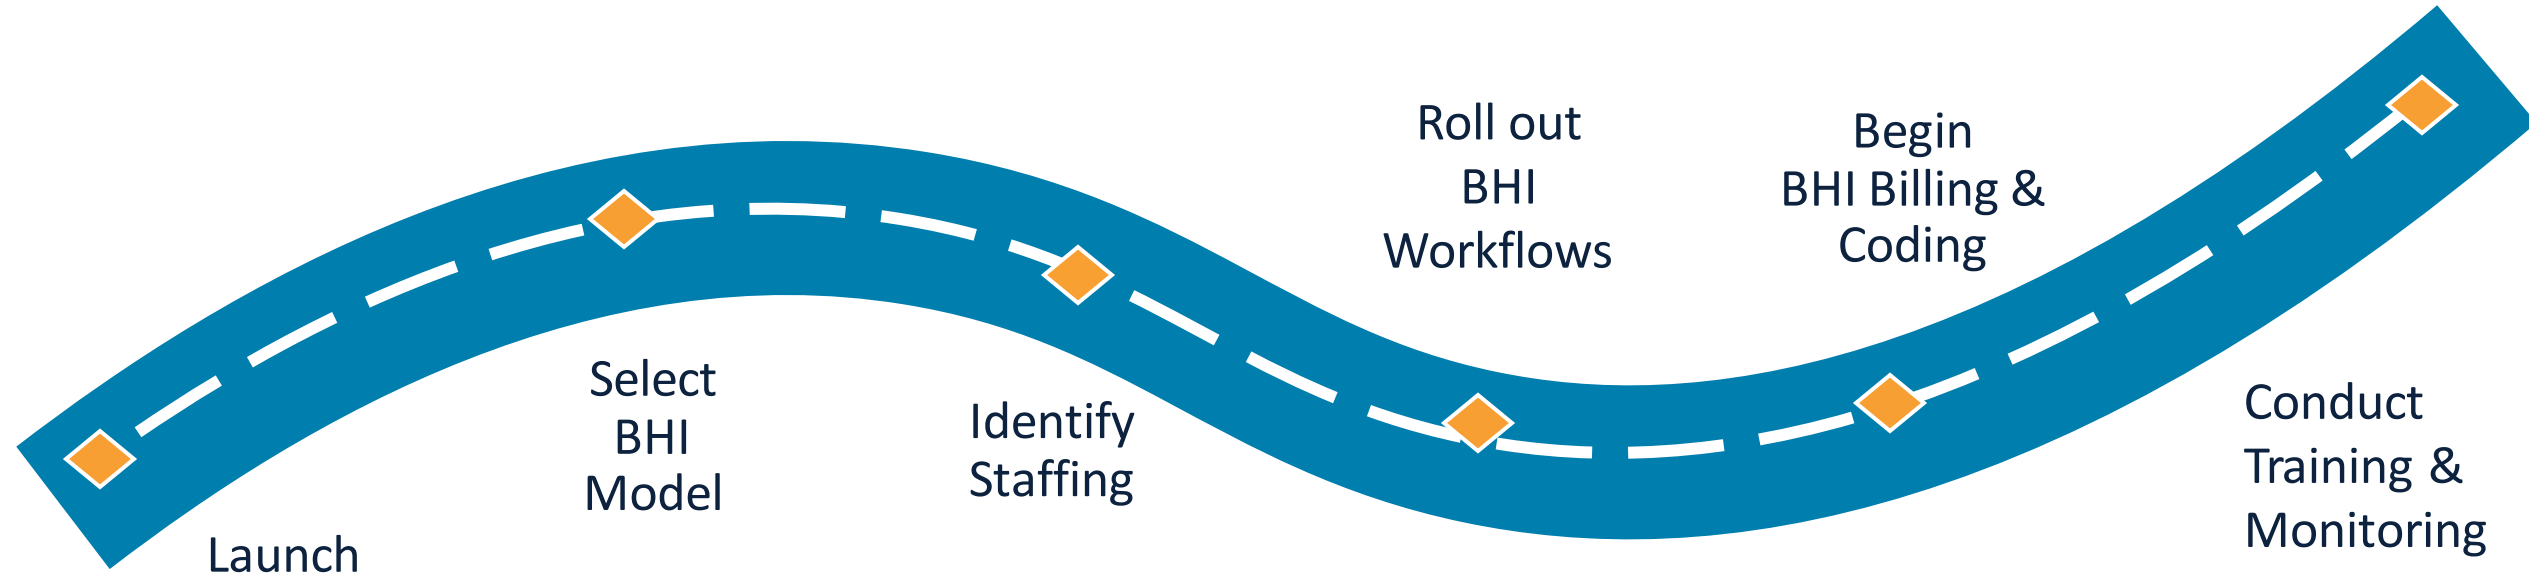 Launch
Select
BHI
Model
Identify
Staffing
Roll out
BHI
Workflows
Begin
BHI Billing &
Coding
Conduct
Training &
Monitoring